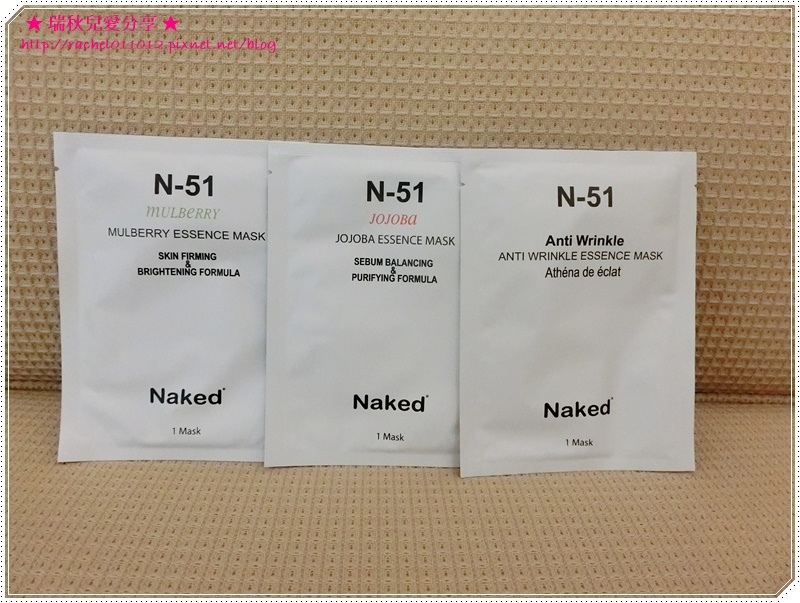 ★ 瑞秋兒愛分享 ★
http://rachel011012.pixnet.net/blog
N-51
MULBERRY
MULBERRY ESSENCE MASK
SKIN FIRMING
&
BRIGHTENING FORMULA
Naked®
1 Mask
N-51
JOJOBA
JOJOBA ESSENCE MASK
SEBUM BALANCING
&
PURIFYING FORMULA
Naked®
1 Mask
N-51
Anti Wrinkle
ANTI WRINKLE ESSENCE MASK
Athéna de éclat
Naked®
1 Mask